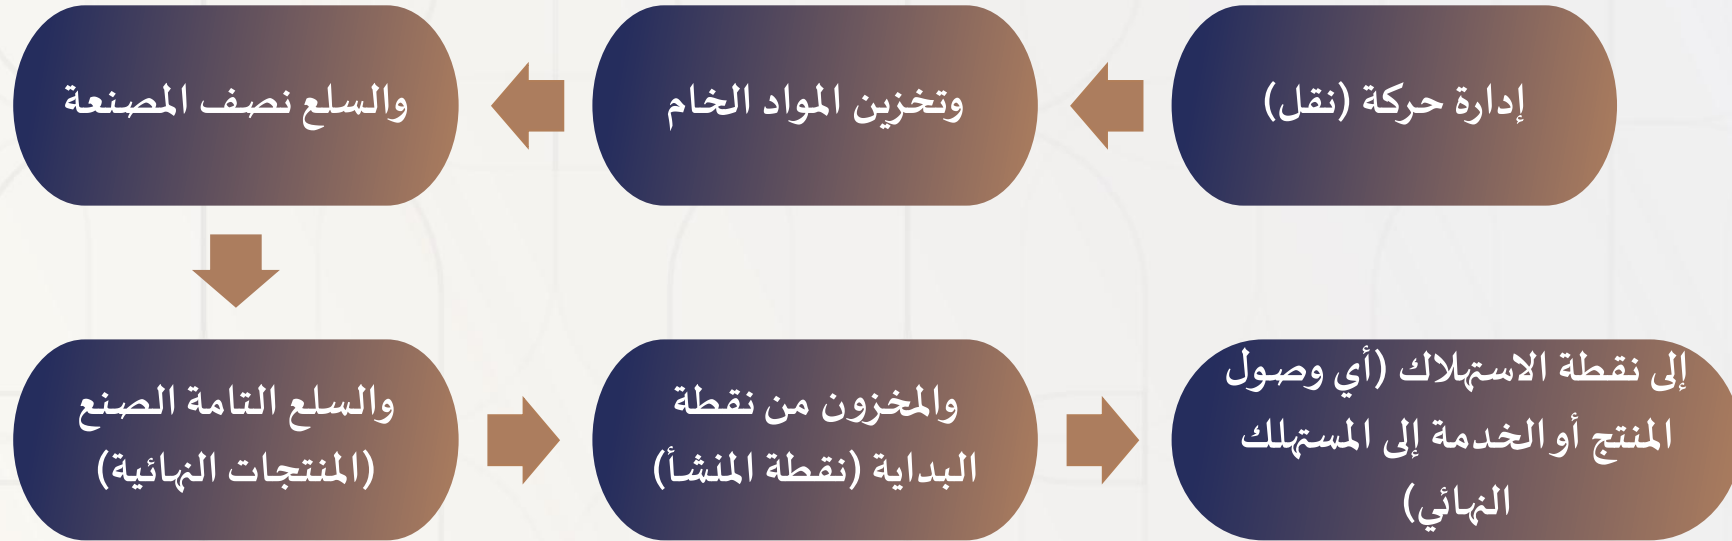 إدارة حركة (نقل)
وتخزين المواد الخام
والسلع نصف المصنعة
والسلع التامة الصنع
(المنتجات النهائية)
والمخزون من نقطة
البداية (نقطة المنشأ)
إلى نقطة الاستهلاك (أي وصول
المنتج أو الخدمة إلى المستهلك
النهائي)